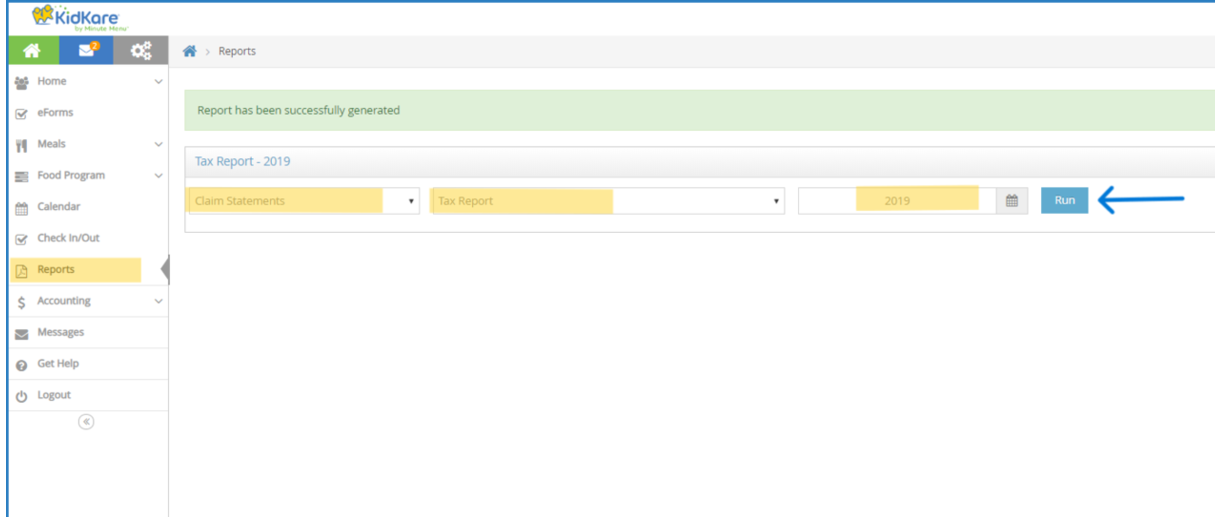 KidKare
by Minute Menu
2
> Reports
Home
eForms
Meals
Food Program
Calendar
Check In/Out
Reports
$ Accounting
Messages
Get Help
Logout
Report has been successfully generated
Tax Report - 2019
Claim Statements Tax Report 2019 Run